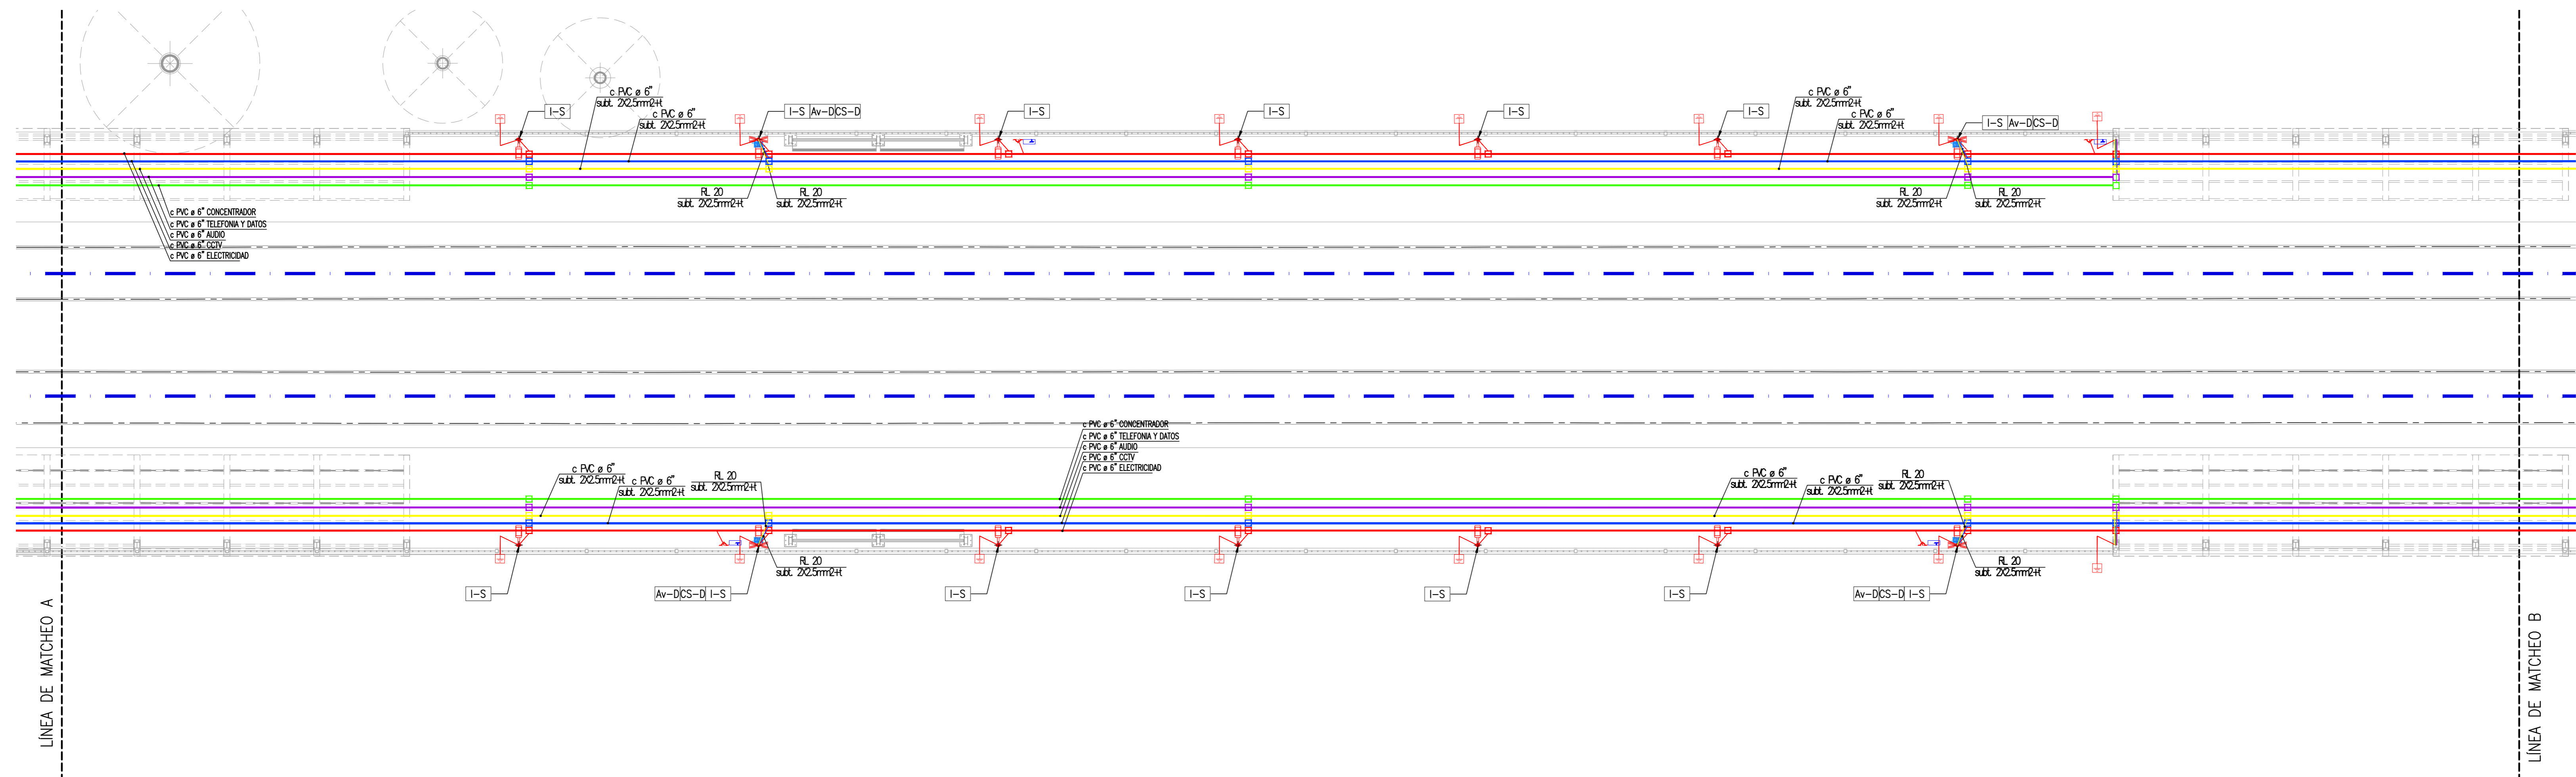 c PVC ø 6"
subt. 2X2.5mm2+t
c PVC ø 6"
subt. 2X2.5mm2+t
I-S
I-S Av-D CS-D
I-S
I-S
I-S
I-S
c PVC ø 6"
subt. 2X2.5mm2+t
c PVC ø 6"
subt. 2X2.5mm2+t
I-S Av-D CS-D
RL 20
subt. 2X2.5mm2+t
RL 20
subt. 2X2.5mm2+t
RL 20
subt. 2X2.5mm2+t
RL 20
subt. 2X2.5mm2+t
c PVC ø 6" CONCENTRADOR
c PVC ø 6" TELEFONIA Y DATOS
c PVC ø 6" AUDIO
c PVC ø 6" CCTV
c PVC ø 6" ELECTRICIDAD
c PVC ø 6" CONCENTRADOR
c PVC ø 6" TELEFONIA Y DATOS
c PVC ø 6" AUDIO
c PVC ø 6" CCTV
c PVC ø 6" ELECTRICIDAD
c PVC ø 6"
subt. 2X2.5mm2+t
c PVC ø 6"
subt. 2X2.5mm2+t
RL 20
subt. 2X2.5mm2+t
c PVC ø 6"
subt. 2X2.5mm2+t
c PVC ø 6"
subt. 2X2.5mm2+t
RL 20
subt. 2X2.5mm2+t
RL 20
subt. 2X2.5mm2+t
RL 20
subt. 2X2.5mm2+t
I-S
Av-D CS-D I-S
I-S
I-S
I-S
I-S
Av-D CS-D I-S
LÍNEA DE MATCHEO A
LÍNEA DE MATCHEO B